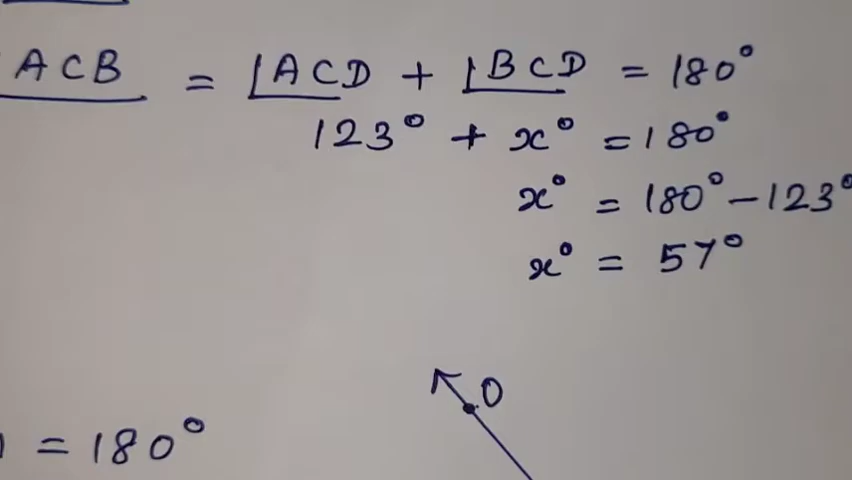 ∠ACB = ∠ACD + ∠BCD = 180°
123° + x° = 180°
x° = 180° - 123°
x° = 57°
O
= 180°